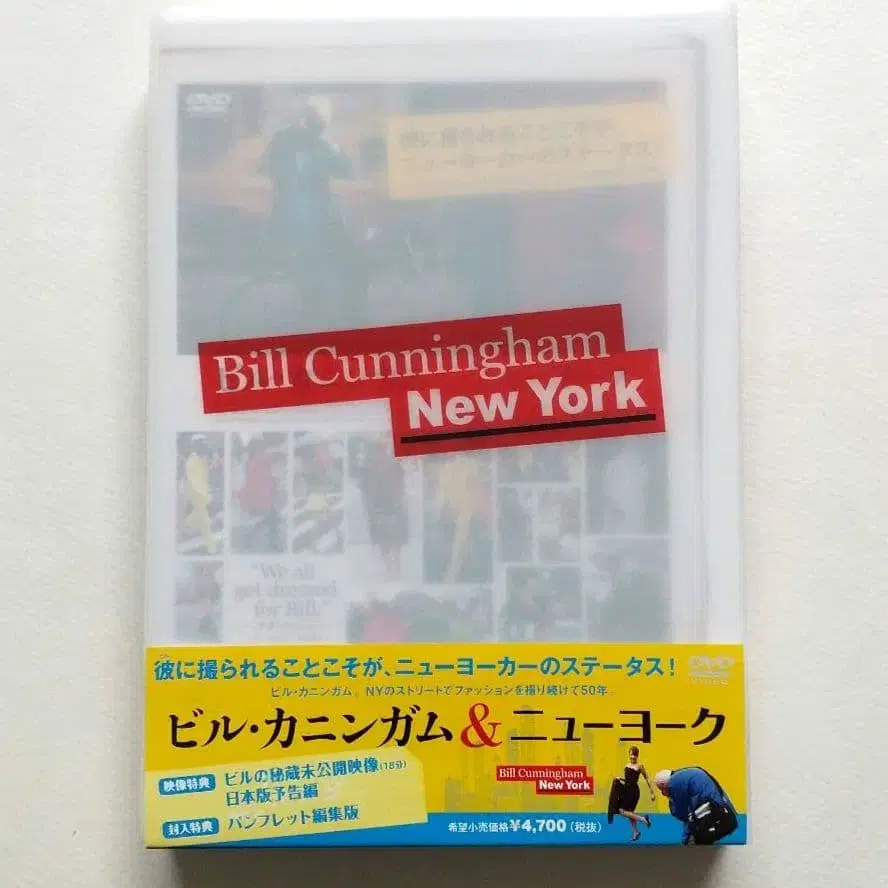 DVD
Bill Cunningham
New York
"We all
get dressed
for Bill."
彼に撮られることこそが、ニューヨーカーのステータス!
DVD
VIDEO
ビル・カニンガム。NYのストリートでファッションを撮り続けて50年。
ビル・カニンガム&ニューヨーク
映像特典 ビルの秘蔵未公開映像(18分)
日本版予告編
封入特典 パンフレット編集版
Bill Cunningham
New York
希望小売価格¥4,700(税抜)